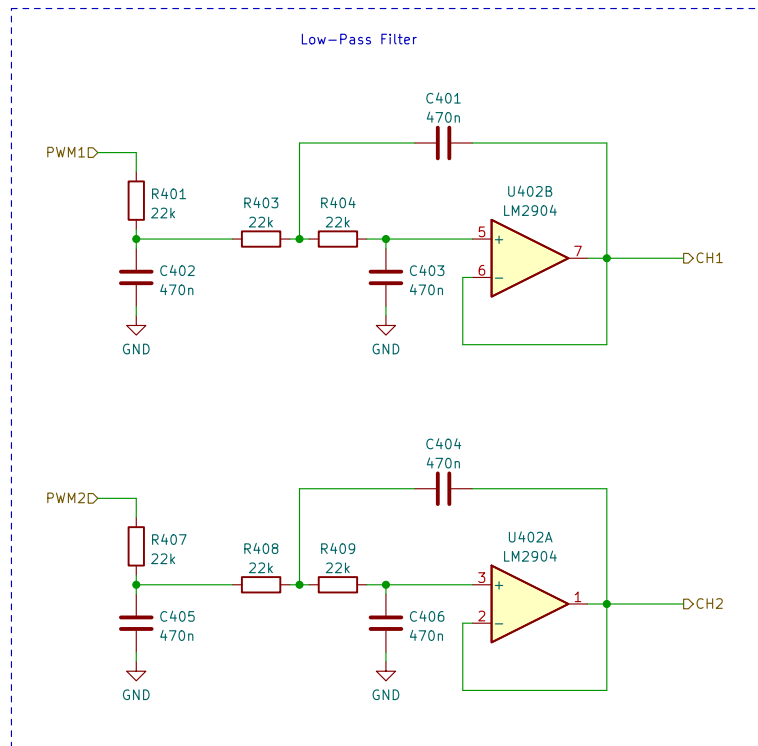 Low-Pass Filter
C401
470n
PWM1
R401
22k
R403
22k
R404
22k
U402B
LM2904
5
+
6
−
7
CH1
C402
470n
C403
470n
GND
GND
C404
470n
PWM2
R407
22k
R408
22k
R409
22k
U402A
LM2904
3
+
2
−
1
CH2
C405
470n
C406
470n
GND
GND